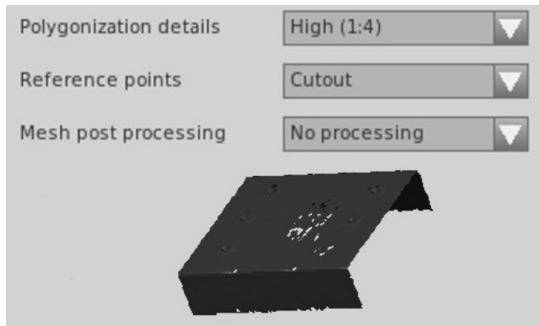 Polygonization details High (1:4)
Reference points Cutout
Mesh post processing No processing